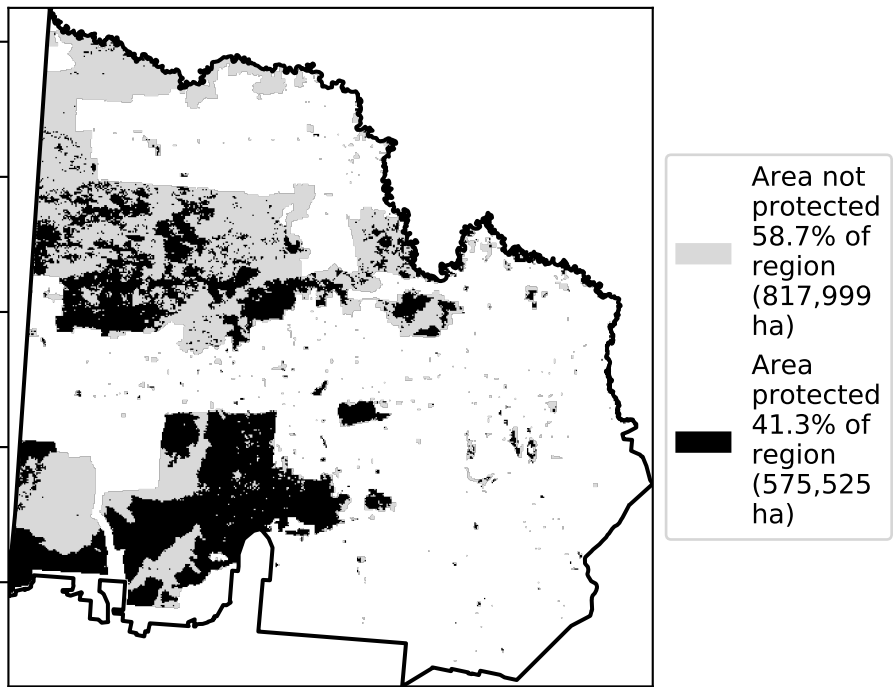 Area not
protected
58.7% of
region
(817,999
ha)
Area
protected
41.3% of
region
(575,525
ha)